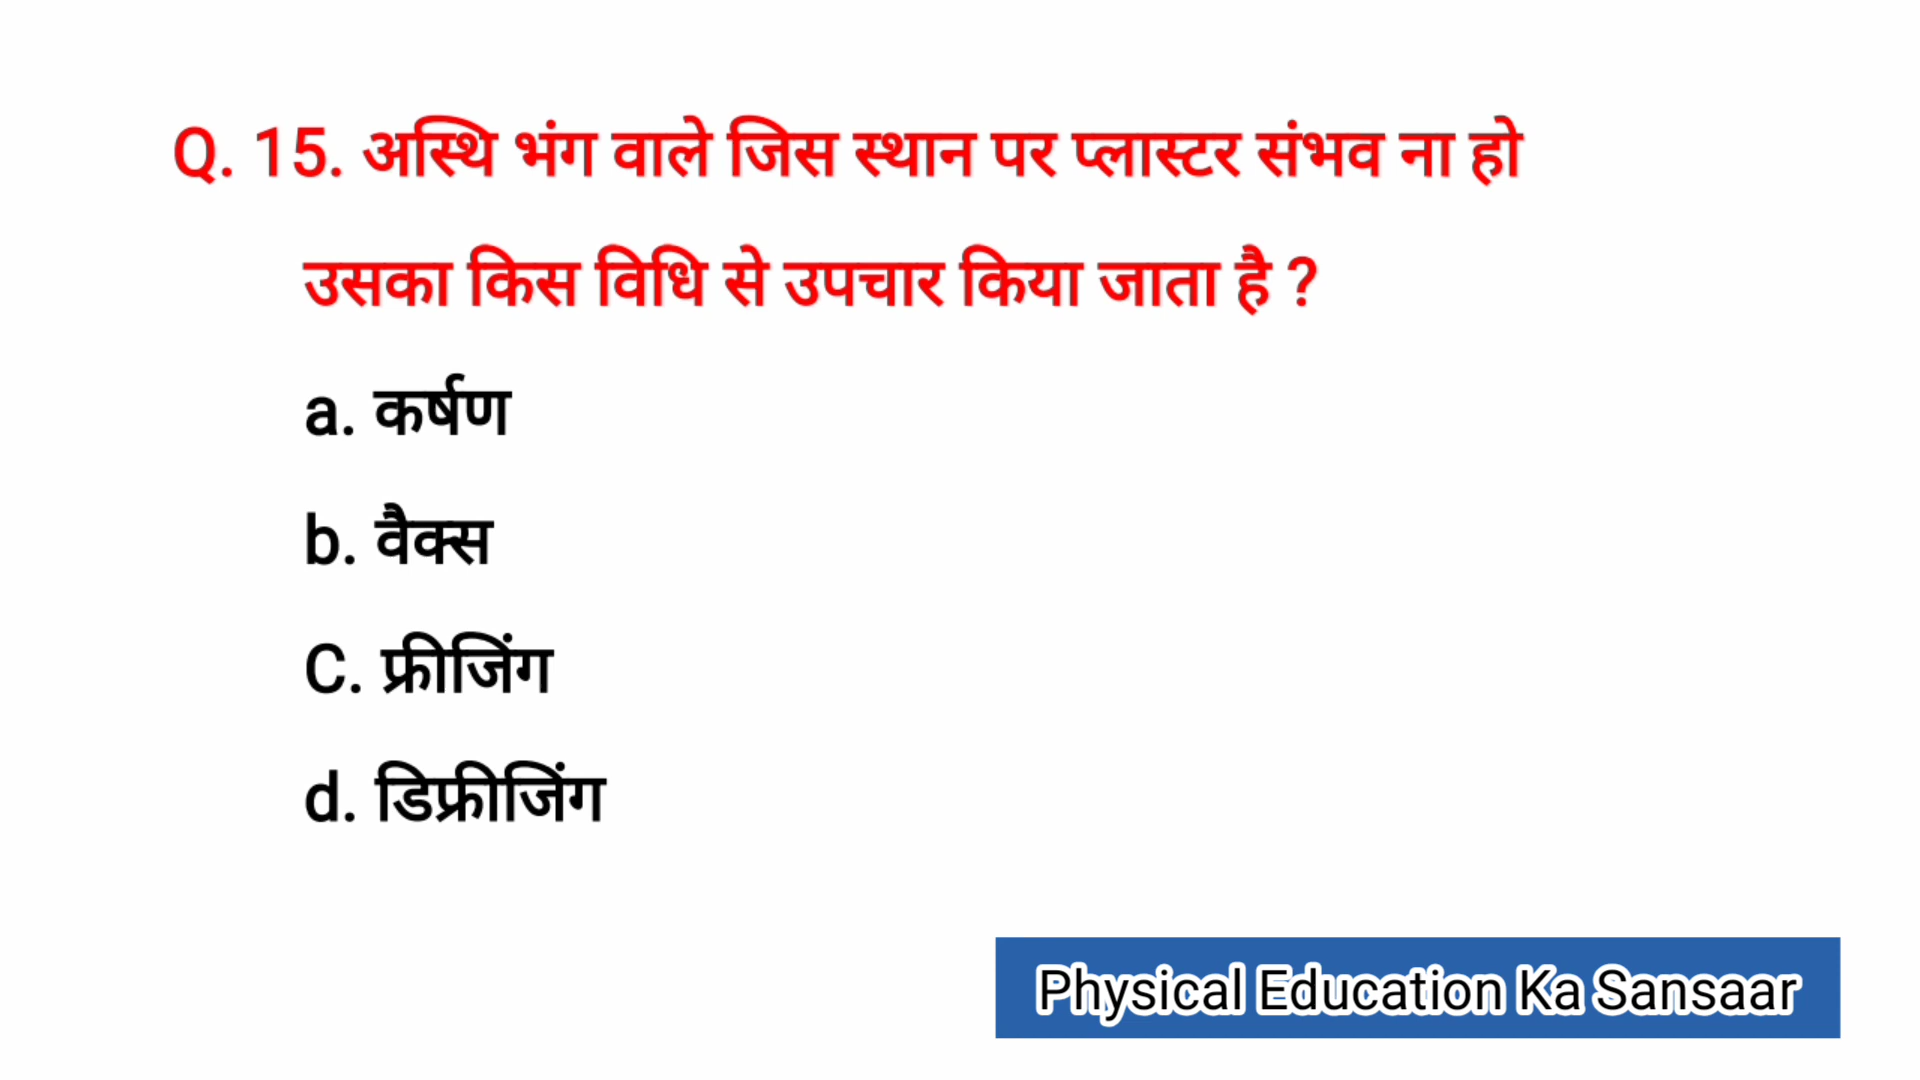 Q. 15. अस्थि भंग वाले जिस स्थान पर प्लास्टर संभव ना हो
उसका किस विधि से उपचार किया जाता है ?
a. कर्षण
b. वैक्स
C. फ्रीजिंग
d. डिफ्रीजिंग
Physical Education Ka Sansaar